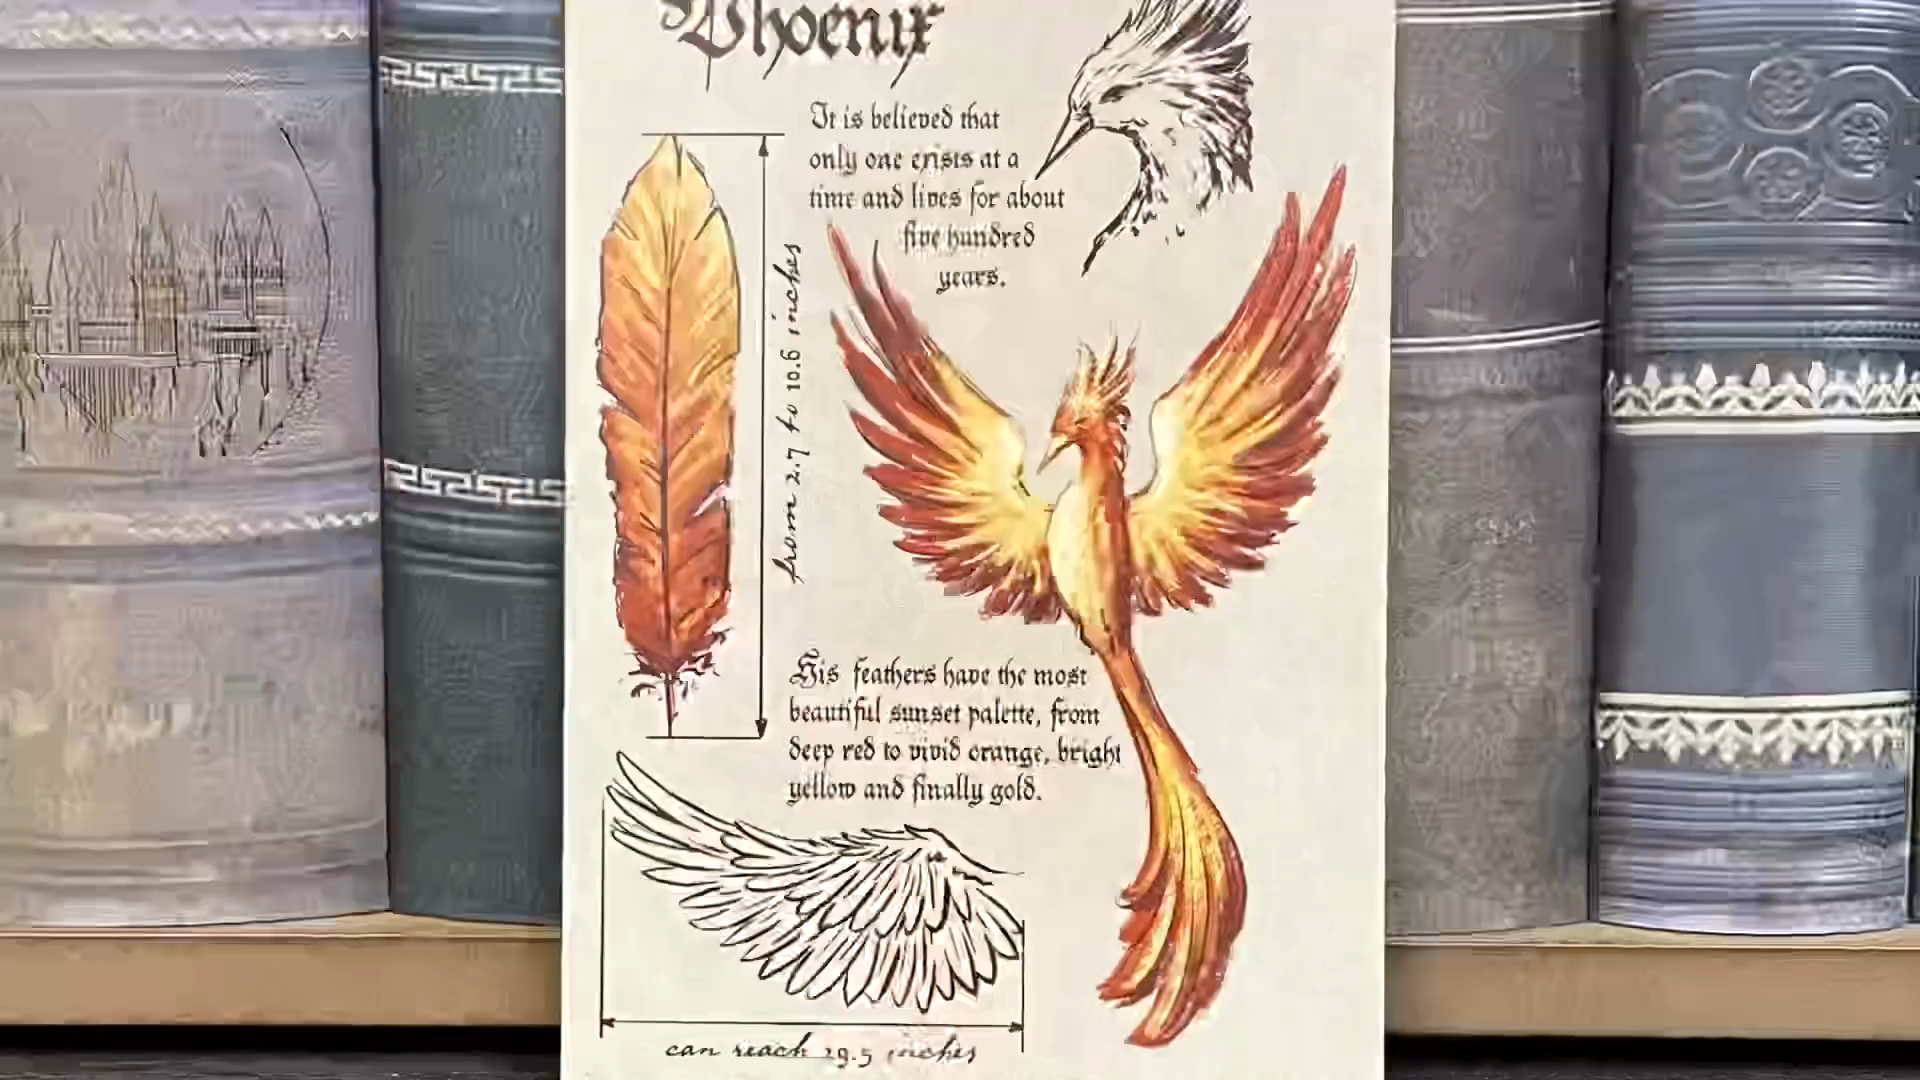 Phoenix
It is believed that
only one exists at a
time and lives for about
five hundred
years.
from 2.7 to 10.6 inches
His feathers have the most
beautiful sunset palette, from
deep red to vivid orange, bright
yellow and finally gold.
can reach 29.5 inches